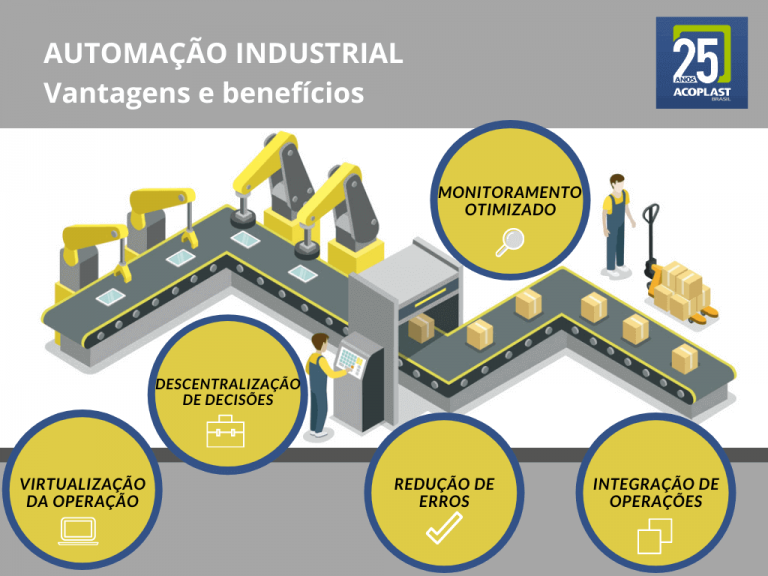 AUTOMAÇÃO INDUSTRIAL
Vantagens e benefícios
25
ANOS
ACOPLAST
BRASIL
MONITORAMENTO
OTIMIZADO
DESCENTRALIZAÇÃO
DE DECISÕES
VIRTUALIZAÇÃO
DA OPERAÇÃO
REDUÇÃO DE
ERROS
INTEGRAÇÃO DE
OPERAÇÕES